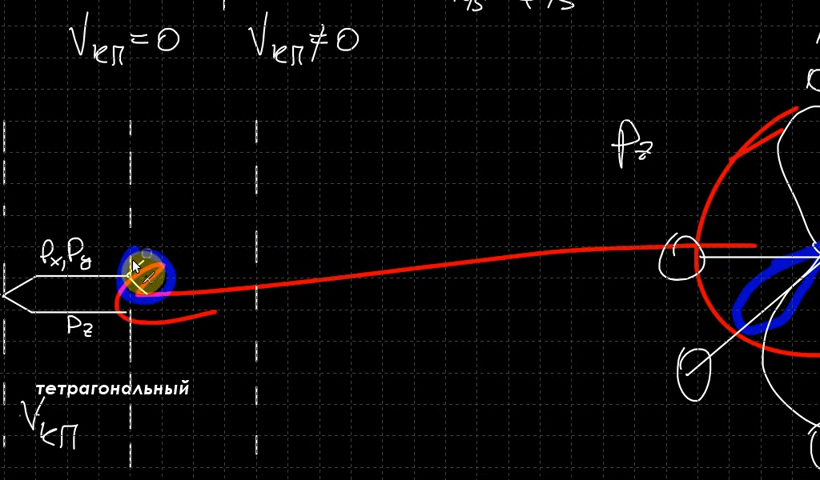 V_КП = 0 V_КП ≠ 0
p_z
p_x, p_y
p_z
тетрагональный
V_КП